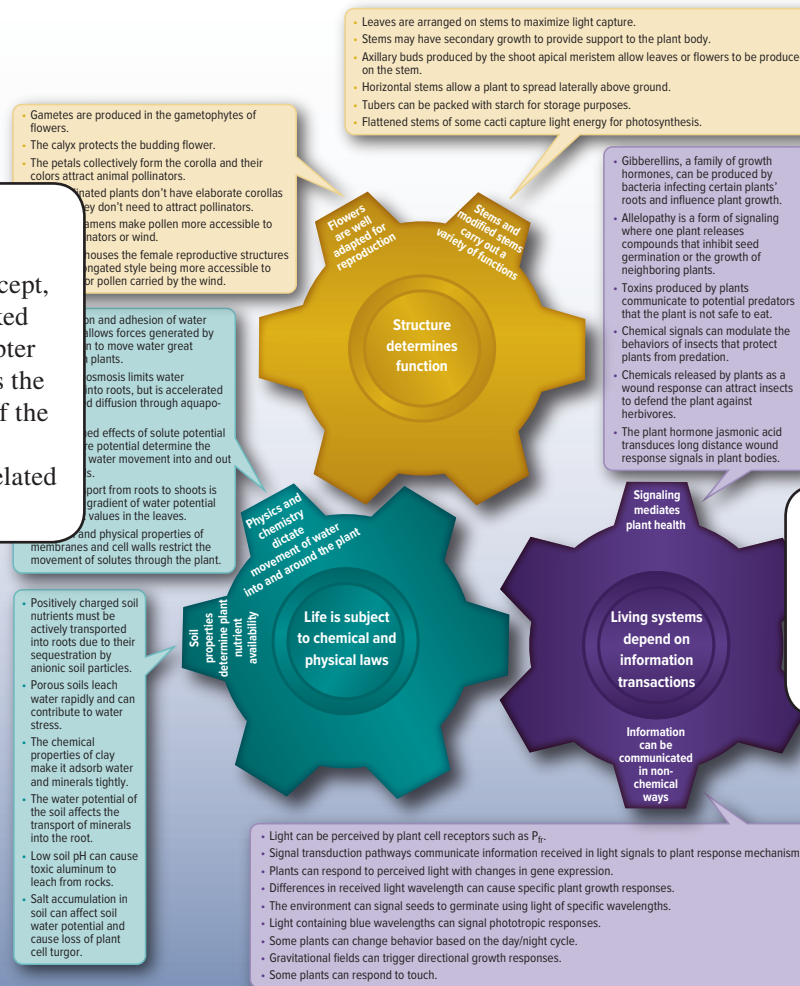 • Leaves are arranged on stems to maximize light capture.
• Stems may have secondary growth to provide support to the plant body.
• Axillary buds produced by the shoot apical meristem allow leaves or flowers to be produce
on the stem.
• Horizontal stems allow a plant to spread laterally above ground.
• Tubers can be packed with starch for storage purposes.
• Flattened stems of some cacti capture light energy for photosynthesis.
• Gametes are produced in the gametophytes of
flowers.
• The calyx protects the budding flower.
• The petals collectively form the corolla and their
colors attract animal pollinators.
inated plants don't have elaborate corollas
ey don't need to attract pollinators.
amens make pollen more accessible to
nators or wind.
houses the female reproductive structures
ongated style being more accessible to
or pollen carried by the wind.
cept,
ked
pter
s the
f the
elated
on and adhesion of water
allows forces generated by
n to move water great
n plants.
osmosis limits water
into roots, but is accelerated
d diffusion through aquapo-
ned effects of solute potential
re potential determine the
water movement into and out
s.
port from roots to shoots is
gradient of water potential
values in the leaves.
and physical properties of
membranes and cell walls restrict the
movement of solutes through the plant.
• Gibberellins, a family of growth
hormones, can be produced by
bacteria infecting certain plants'
roots and influence plant growth.
• Allelopathy is a form of signaling
where one plant releases
compounds that inhibit seed
germination or the growth of
neighboring plants.
• Toxins produced by plants
communicate to potential predators
that the plant is not safe to eat.
• Chemical signals can modulate the
behaviors of insects that protect
plants from predation.
• Chemicals released by plants as a
wound response can attract insects
to defend the plant against
herbivores.
• The plant hormone jasmonic acid
transduces long distance wound
response signals in plant bodies.
Flowers
are well
adapted for
reproduction
Stems and
modified stems
carry out a
variety of functions
Structure
determines
function
Physics and
chemistry
dictate
movement of water
into and around the plant
Soil
properties
determine plant
nutrient
availability
Life is subject
to chemical and
physical laws
Signaling
mediates
plant health
Living systems
depend on
information
transactions
Information
can be
communicated
in non-
chemical
ways
• Positively charged soil
nutrients must be
actively transported
into roots due to their
sequestration by
anionic soil particles.
• Porous soils leach
water rapidly and can
contribute to water
stress.
• The chemical
properties of clay
make it adsorb water
and minerals tightly.
• The water potential of
the soil affects the
transport of minerals
into the root.
• Low soil pH can cause
toxic aluminum to
leach from rocks.
• Salt accumulation in
soil can affect soil
water potential and
cause loss of plant
cell turgor.
• Light can be perceived by plant cell receptors such as Pfr.
• Signal transduction pathways communicate information received in light signals to plant response mechanism
• Plants can respond to perceived light with changes in gene expression.
• Differences in received light wavelength can cause specific plant growth responses.
• The environment can signal seeds to germinate using light of specific wavelengths.
• Light containing blue wavelengths can signal phototropic responses.
• Some plants can change behavior based on the day/night cycle.
• Gravitational fields can trigger directional growth responses.
• Some plants can respond to touch.